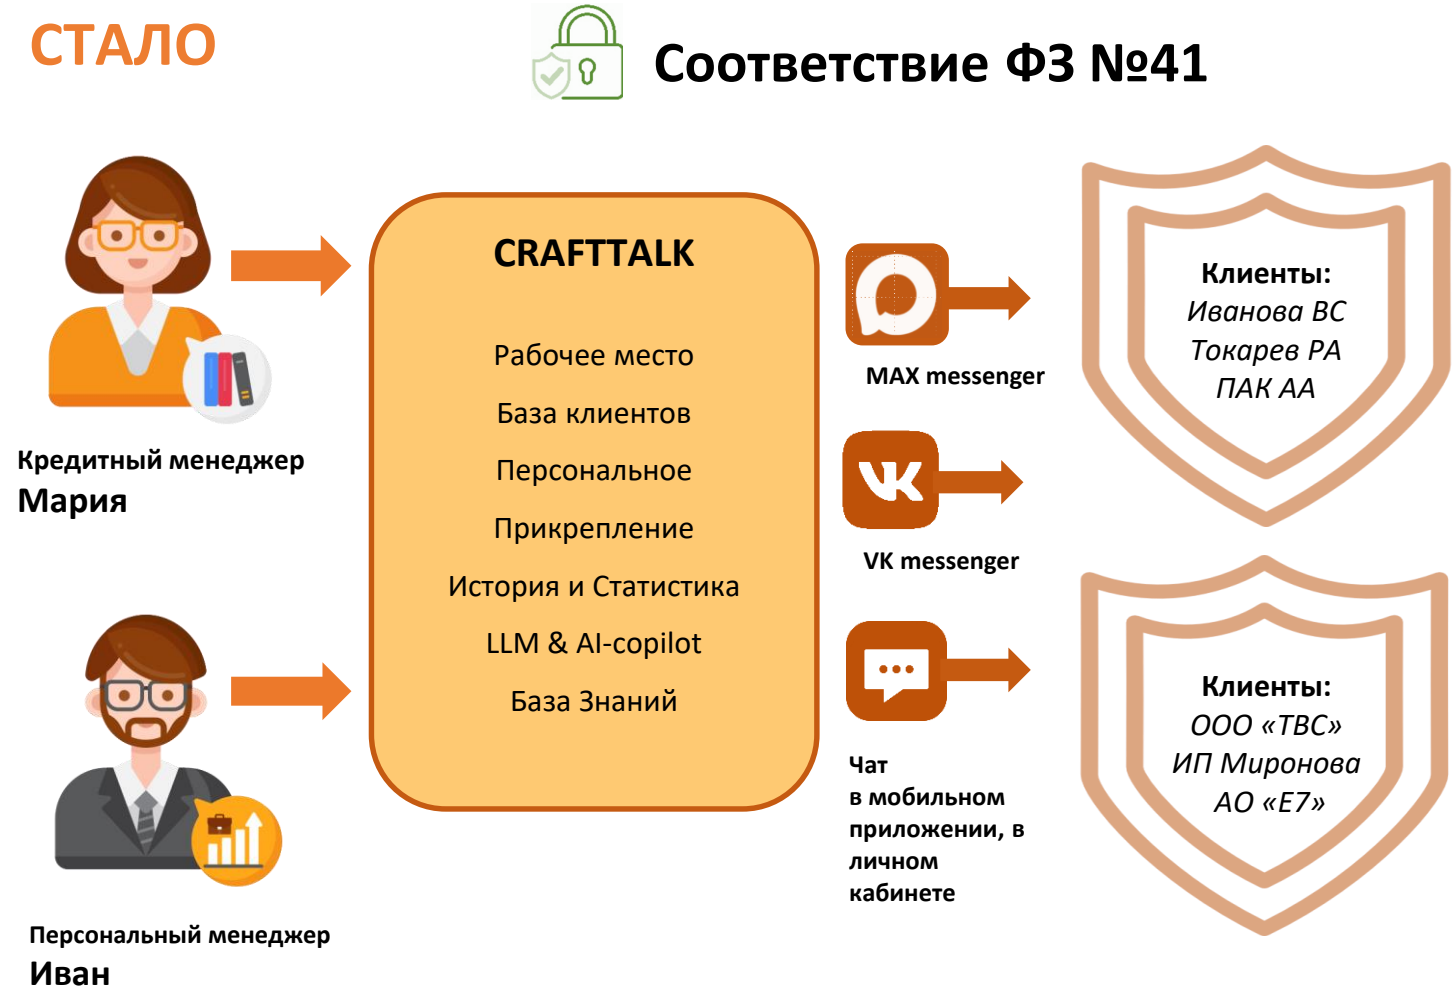 СТАЛО
Соответствие ФЗ №41
Кредитный менеджер
Мария
Персональный менеджер
Иван
CRAFTTALK
Рабочее место
База клиентов
Персональное
Прикрепление
История и Статистика
LLM & AI-copilot
База Знаний
MAX messenger
VK
VK messenger
Чат
в мобильном
приложении, в
личном
кабинете
Клиенты:
Иванова ВС
Токарев РА
ПАК АА
Клиенты:
ООО «ТВС»
ИП Миронова
АО «Е7»